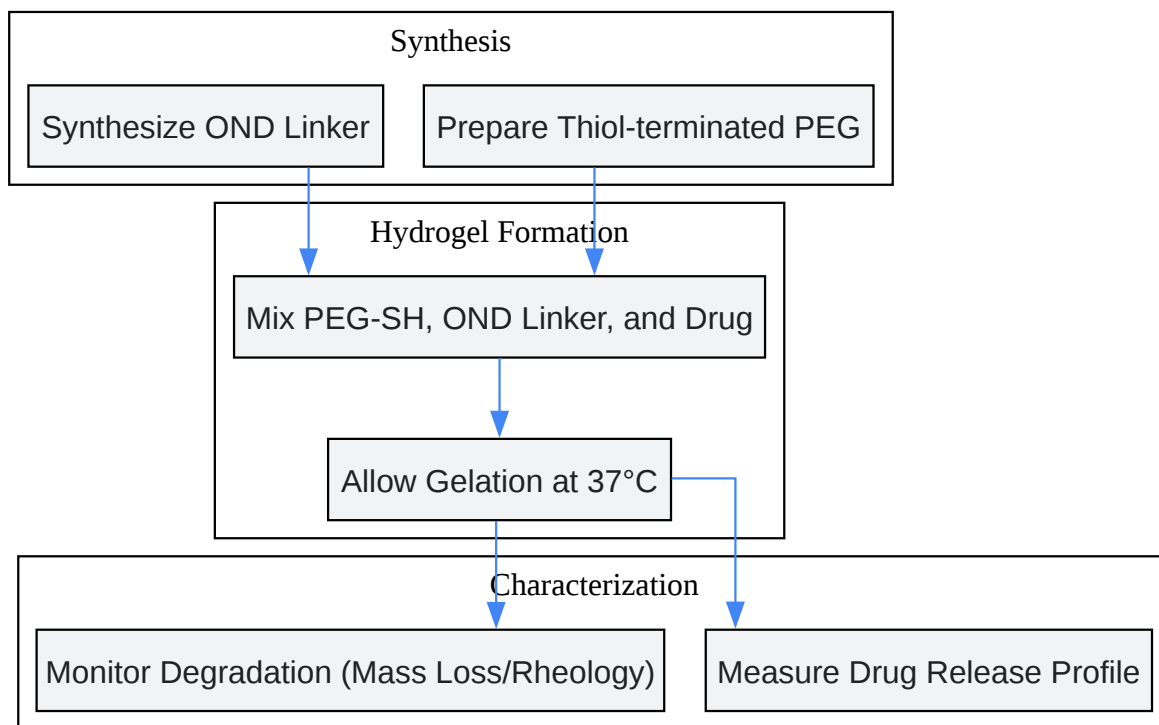 Synthesis
Synthesize OND Linker
Prepare Thiol-terminated PEG
Hydrogel Formation
Mix PEG-SH, OND Linker, and Drug
Allow Gelation at 37°C
Characterization
Monitor Degradation (Mass Loss/Rheology)
Measure Drug Release Profile